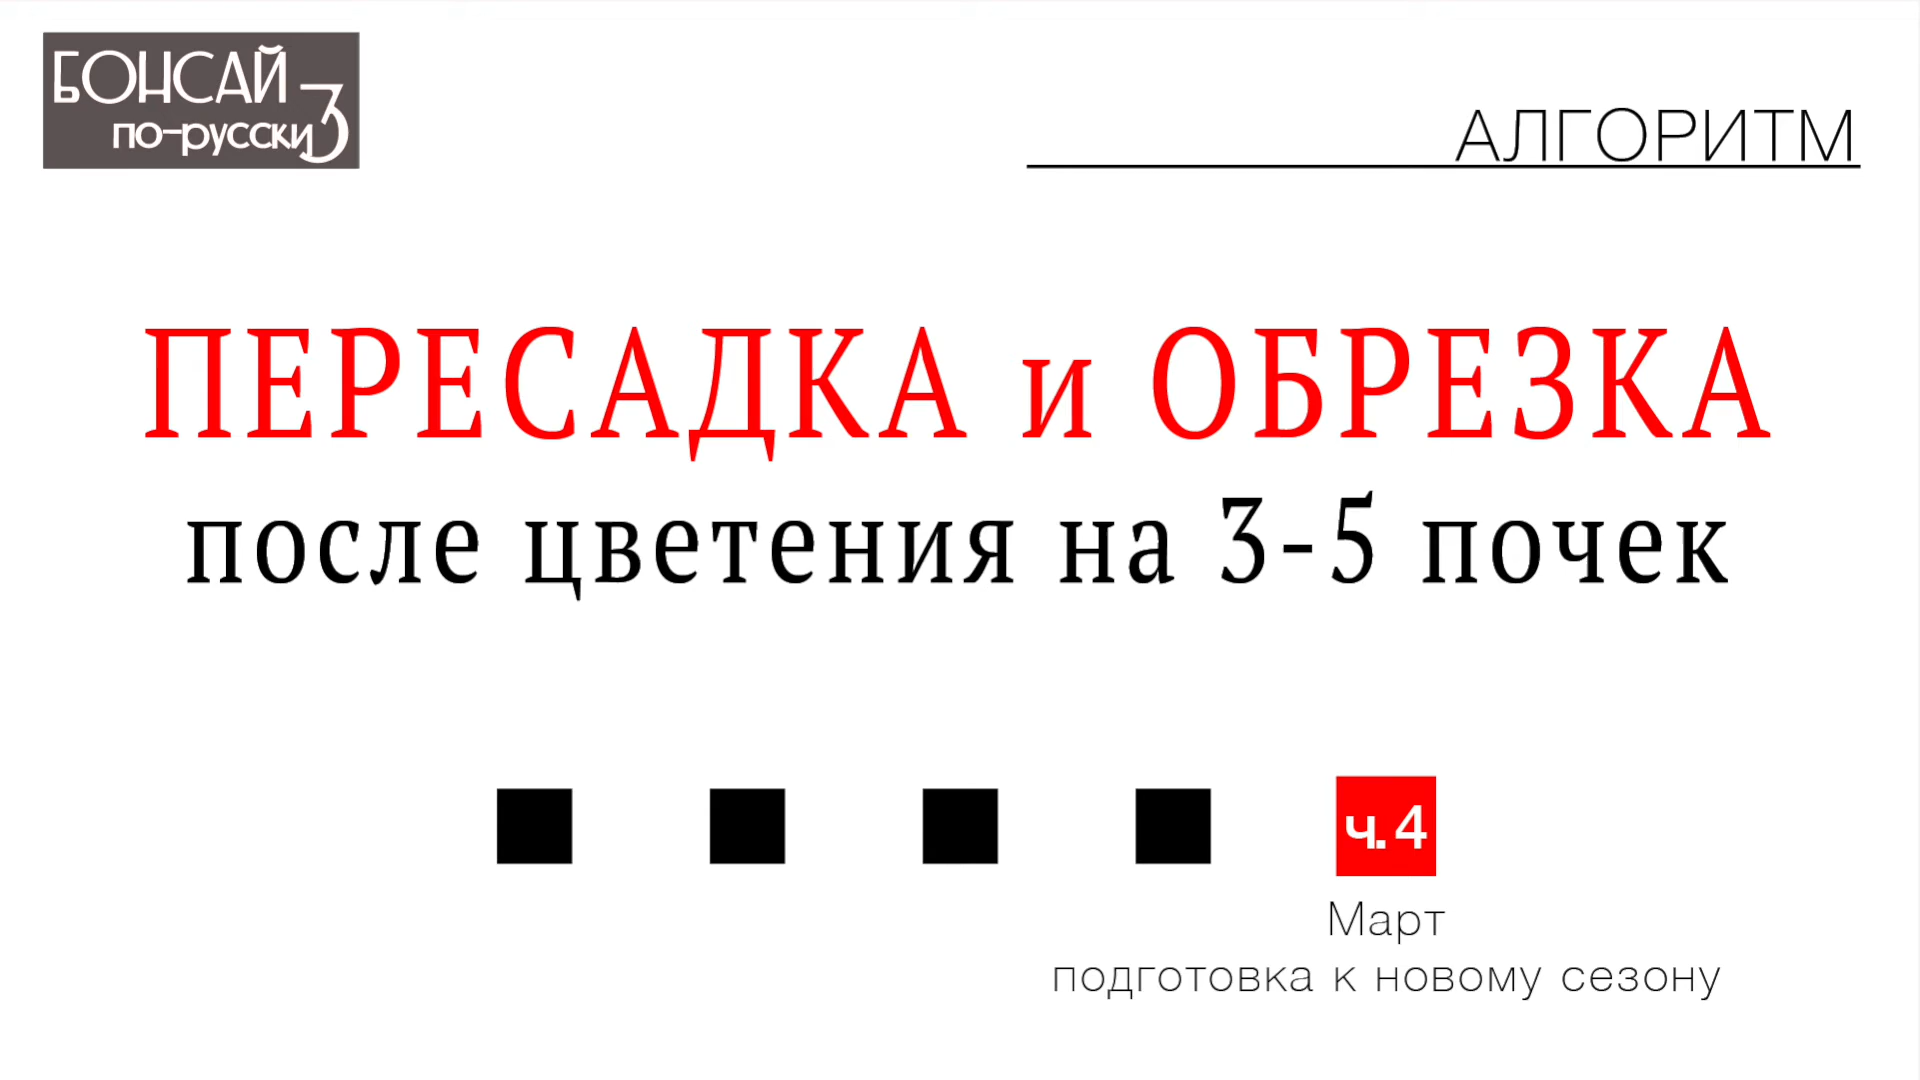 БОНСАЙ
по-русски 3
АЛГОРИТМ
ПЕРЕСАДКА и ОБРЕЗКА
после цветения на 3-5 почек
ч.4
Март
подготовка к новому сезону